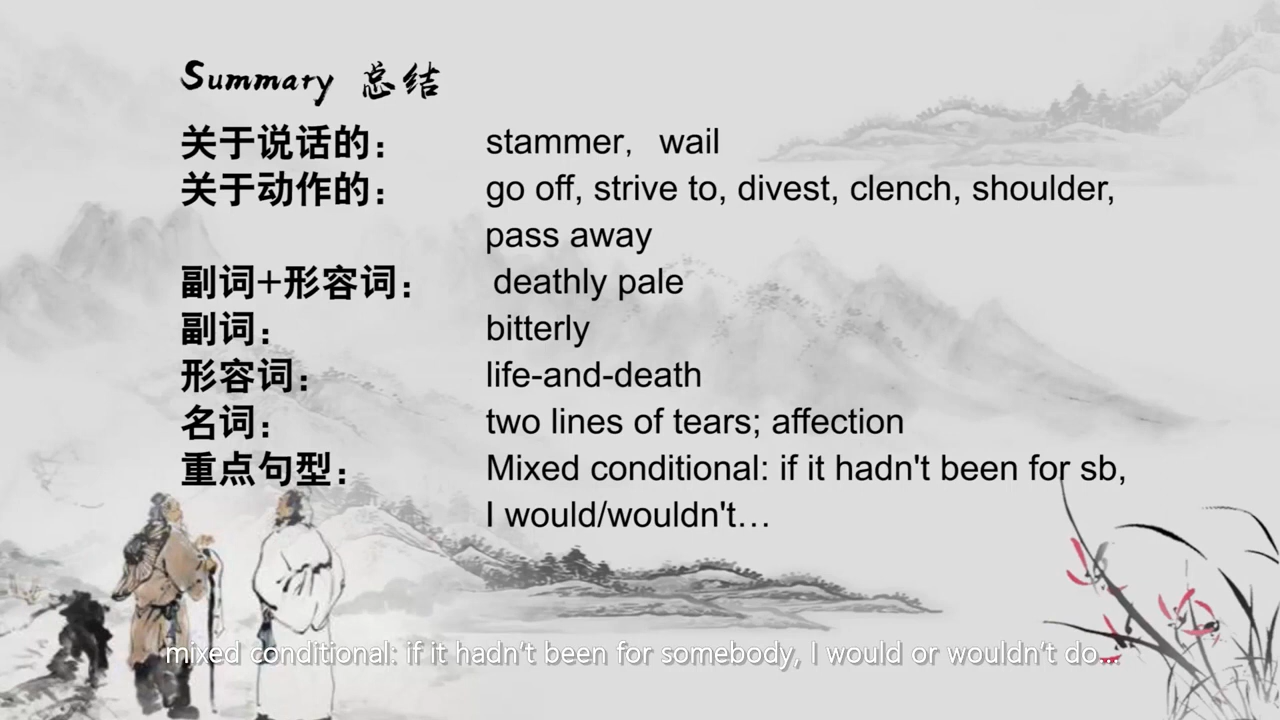 Summary 总结
关于说话的： stammer， wail
关于动作的： go off, strive to, divest, clench, shoulder,
pass away
副词+形容词： deathly pale
副词： bitterly
形容词： life-and-death
名词： two lines of tears; affection
重点句型： Mixed conditional: if it hadn't been for sb,
I would/wouldn't…
mixed conditional: if it hadn't been for somebody, I would or wouldn't do...